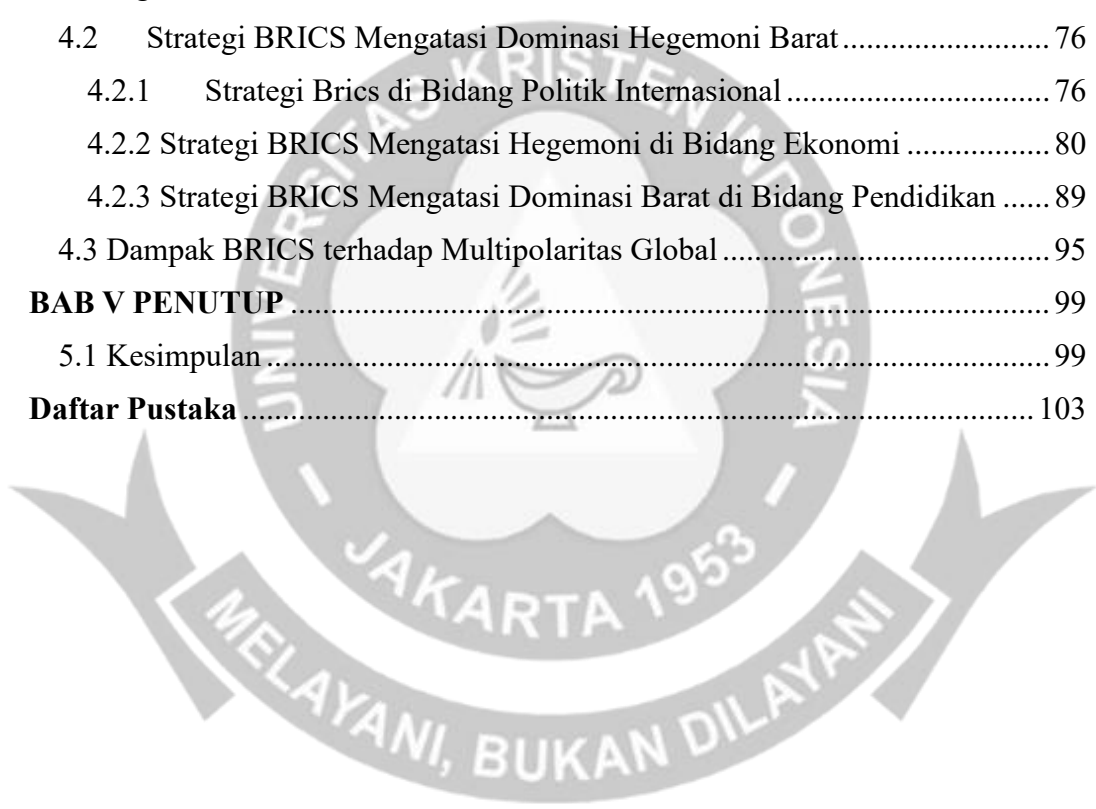 4.2 Strategi BRICS Mengatasi Dominasi Hegemoni Barat ........................... 76
4.2.1 Strategi Brics di Bidang Politik Internasional .................................. 76
4.2.2 Strategi BRICS Mengatasi Hegemoni di Bidang Ekonomi .................. 80
4.2.3 Strategi BRICS Mengatasi Dominasi Barat di Bidang Pendidikan ...... 89
4.3 Dampak BRICS terhadap Multipolaritas Global .......................................... 95
BAB V PENUTUP ................................................................................................. 99
5.1 Kesimpulan .................................................................................................... 99
Daftar Pustaka ..................................................................................................... 103
UNIVERSITAS KRISTEN INDONESIA
- JAKARTA 1953 -
MELAYANI, BUKAN DILAYANI